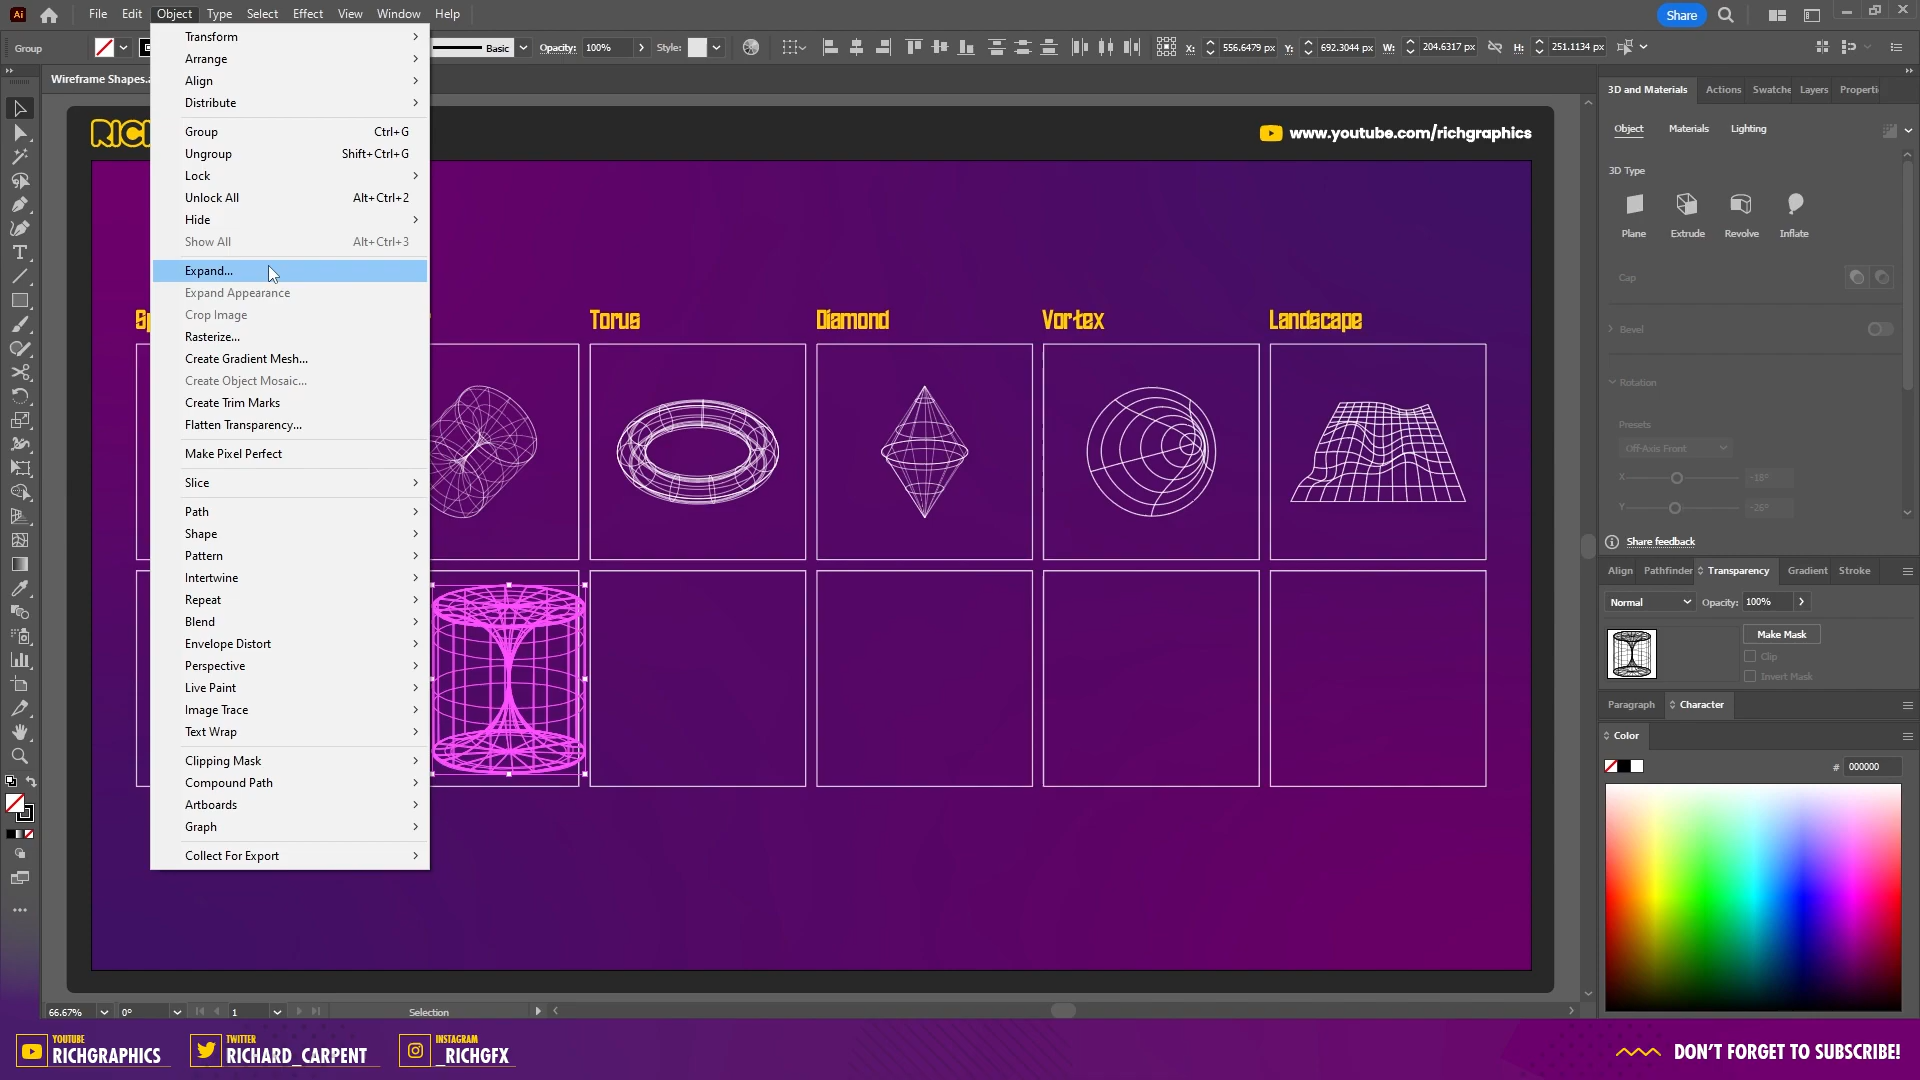 Ai File Edit Object Type Select Effect View Window Help Share
Group Basic Opacity: 100% Style: X: 556.6479 px Y: 692.3044 px W: 204.6317 px H: 251.1134 px
Wireframe Shapes.a
Transform
Arrange
Align
Distribute
Group Ctrl+G
Ungroup Shift+Ctrl+G
Lock
Unlock All Alt+Ctrl+2
Hide
Show All Alt+Ctrl+3
Expand...
Expand Appearance
Crop Image
Rasterize...
Create Gradient Mesh...
Create Object Mosaic...
Create Trim Marks
Flatten Transparency...
Make Pixel Perfect
Slice
Path
Shape
Pattern
Intertwine
Repeat
Blend
Envelope Distort
Perspective
Live Paint
Image Trace
Text Wrap
Clipping Mask
Compound Path
Artboards
Graph
Collect For Export
RICH
www.youtube.com/richgraphics
Sp
Torus
Diamond
Vortex
Landscape
3D and Materials Actions Swatche Layers Properti
Object Materials Lighting
3D Type
Plane Extrude Revolve Inflate
Cap
Bevel
Rotation
Presets
Off-Axis Front
X -18°
Y -26°
Share feedback
Align Pathfinder Transparency Gradient Stroke
Normal Opacity: 100%
Make Mask
Clip
Invert Mask
Paragraph Character
Color
# 000000
66.67% 0° 1 Selection
YOUTUBE
RICHGRAPHICS
TWITTER
RICHARD_CARPENT
INSTAGRAM
_RICHGFX
DON'T FORGET TO SUBSCRIBE!